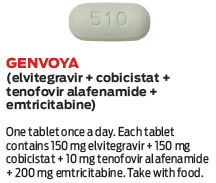 510
GENVOYA
(elvitegravir + cobicistat +
tenofovir alafenamide +
emtricitabine)
One tablet once a day. Each tablet
contains 150 mg elvitegravir + 150 mg
cobicistat + 10 mg tenofovir alafenamide
+ 200 mg emtricitabine. Take with food.